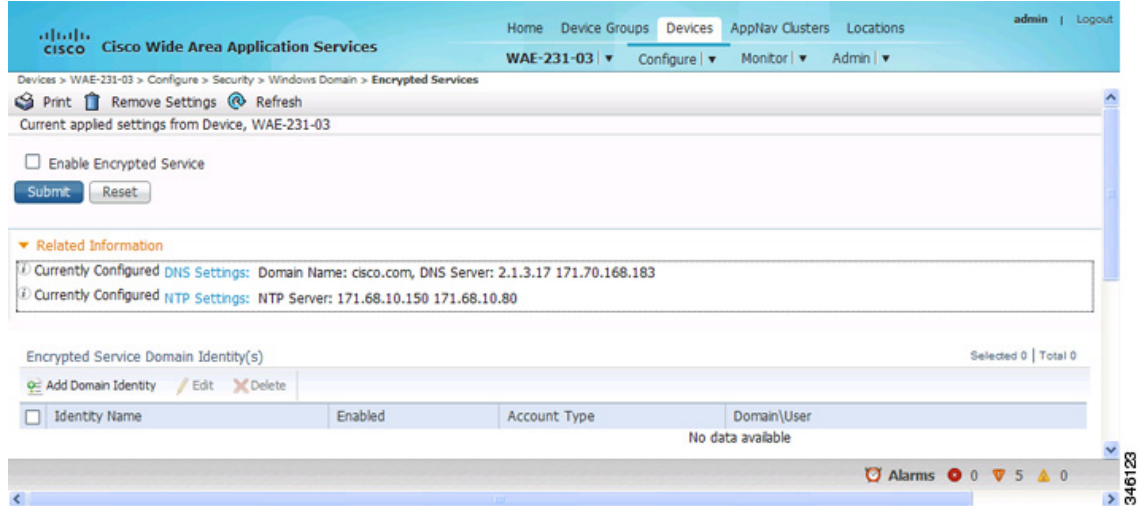 Home Device Groups Devices AppNav Clusters Locations
admin | Logout
CISCO Cisco Wide Area Application Services
WAE-231-03 Configure Monitor Admin
Devices > WAE-231-03 > Configure > Security > Windows Domain > Encrypted Services
Print Remove Settings Refresh
Current applied settings from Device, WAE-231-03
Enable Encrypted Service
Submit Reset
Related Information
Currently Configured DNS Settings: Domain Name: cisco.com, DNS Server: 2.1.3.17 171.70.168.183
Currently Configured NTP Settings: NTP Server: 171.68.10.150 171.68.10.80
Encrypted Service Domain Identity(s)
Selected 0 | Total 0
Add Domain Identity Edit Delete
Identity Name Enabled Account Type Domain\User
No data available
Alarms 0 5 0
346123